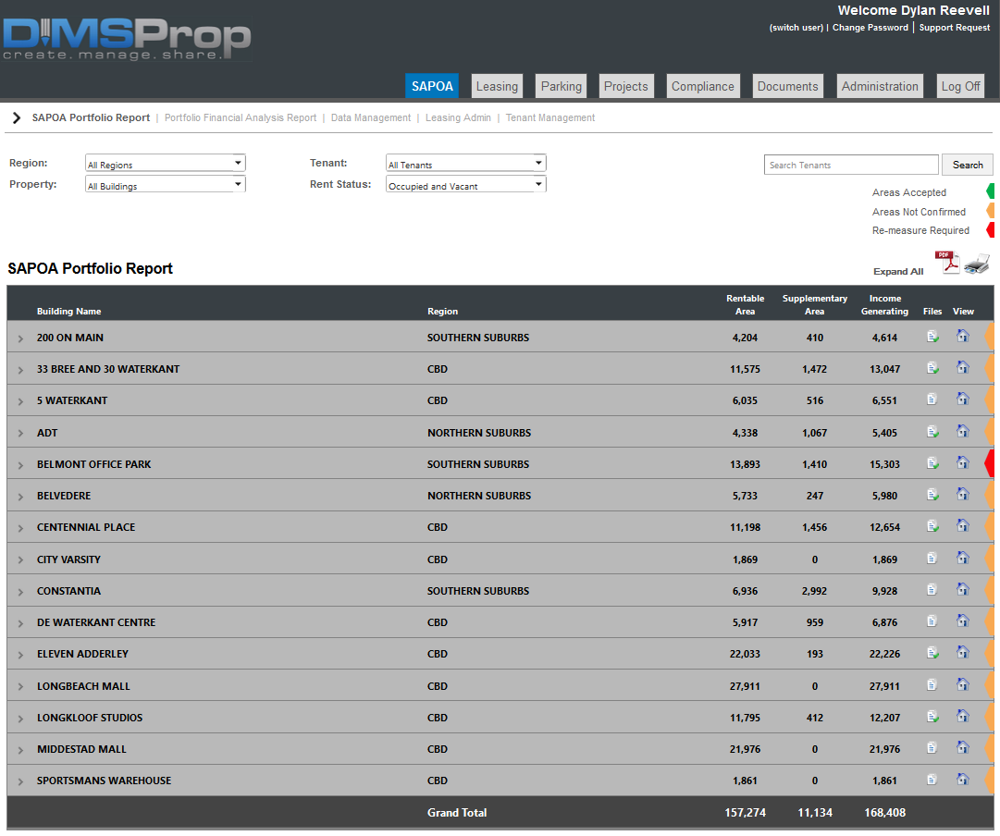 DIMSProp
create. manage. share.
Welcome Dylan Reevell
(switch user) | Change Password | Support Request
SAPOA Leasing Parking Projects Compliance Documents Administration Log Off
SAPOA Portfolio Report | Portfolio Financial Analysis Report | Data Management | Leasing Admin | Tenant Management
Region: All Regions Tenant: All Tenants Search Tenants Search
Property: All Buildings Rent Status: Occupied and Vacant
Areas Accepted
Areas Not Confirmed
Re-measure Required
SAPOA Portfolio Report Expand All PDF
Building Name Region Rentable Area Supplementary Area Income Generating Files View
200 ON MAIN SOUTHERN SUBURBS 4,204 410 4,614
33 BREE AND 30 WATERKANT CBD 11,575 1,472 13,047
5 WATERKANT CBD 6,035 516 6,551
ADT NORTHERN SUBURBS 4,338 1,067 5,405
BELMONT OFFICE PARK SOUTHERN SUBURBS 13,893 1,410 15,303
BELVEDERE NORTHERN SUBURBS 5,733 247 5,980
CENTENNIAL PLACE CBD 11,198 1,456 12,654
CITY VARSITY CBD 1,869 0 1,869
CONSTANTIA SOUTHERN SUBURBS 6,936 2,992 9,928
DE WATERKANT CENTRE CBD 5,917 959 6,876
ELEVEN ADDERLEY CBD 22,033 193 22,226
LONGBEACH MALL CBD 27,911 0 27,911
LONGKLOOF STUDIOS CBD 11,795 412 12,207
MIDDESTAD MALL CBD 21,976 0 21,976
SPORTSMANS WAREHOUSE CBD 1,861 0 1,861
Grand Total 157,274 11,134 168,408